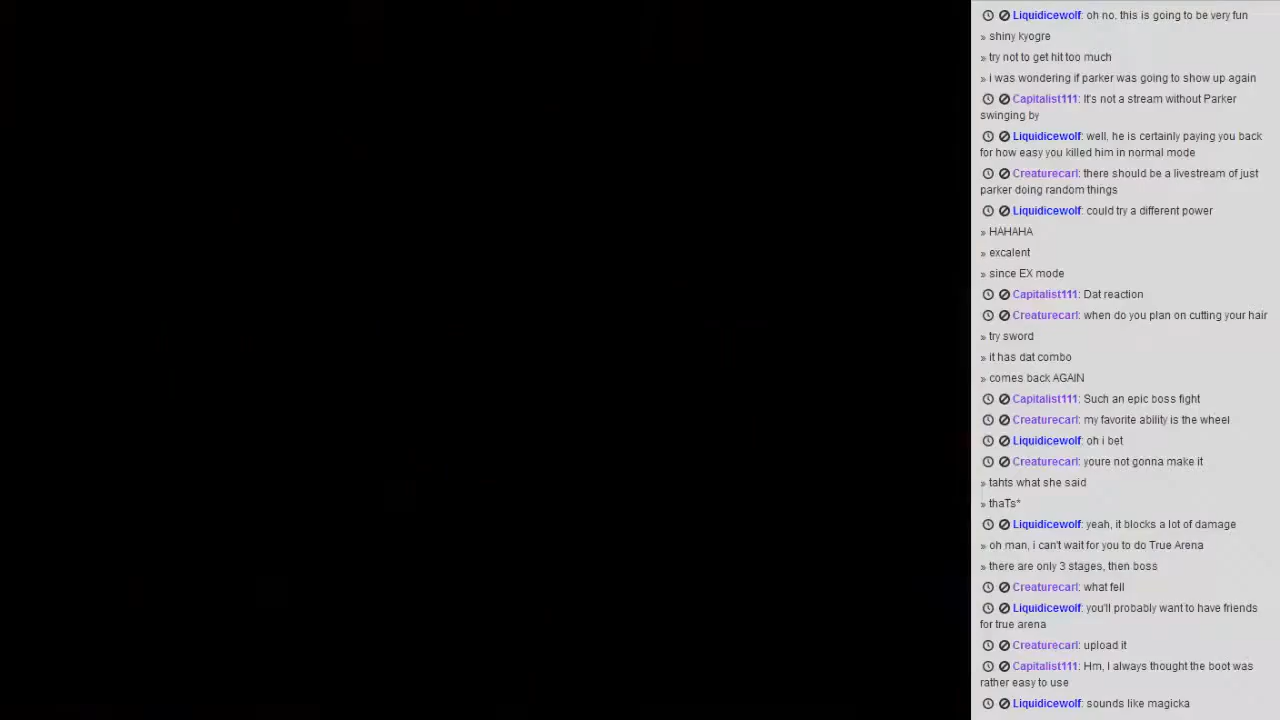 Liquidicewolf: oh no. this is going to be very fun
» shiny kyogre
» try not to get hit too much
» i was wondering if parker was going to show up again
Capitalist111: It's not a stream without Parker
swinging by
Liquidicewolf: well, he is certainly paying you back
for how easy you killed him in normal mode
Creaturecarl: there should be a livestream of just
parker doing random things
Liquidicewolf: could try a different power
» HAHAHA
» excalent
» since EX mode
Capitalist111: Dat reaction
Creaturecarl: when do you plan on cutting your hair
» try sword
» it has dat combo
» comes back AGAIN
Capitalist111: Such an epic boss fight
Creaturecarl: my favorite ability is the wheel
Liquidicewolf: oh i bet
Creaturecarl: youre not gonna make it
» tahts what she said
» thaTs*
Liquidicewolf: yeah, it blocks a lot of damage
» oh man, i can't wait for you to do True Arena
» there are only 3 stages, then boss
Creaturecarl: what fell
Liquidicewolf: you'll probably want to have friends
for true arena
Creaturecarl: upload it
Capitalist111: Hm, I always thought the boot was
rather easy to use
Liquidicewolf: sounds like magicka